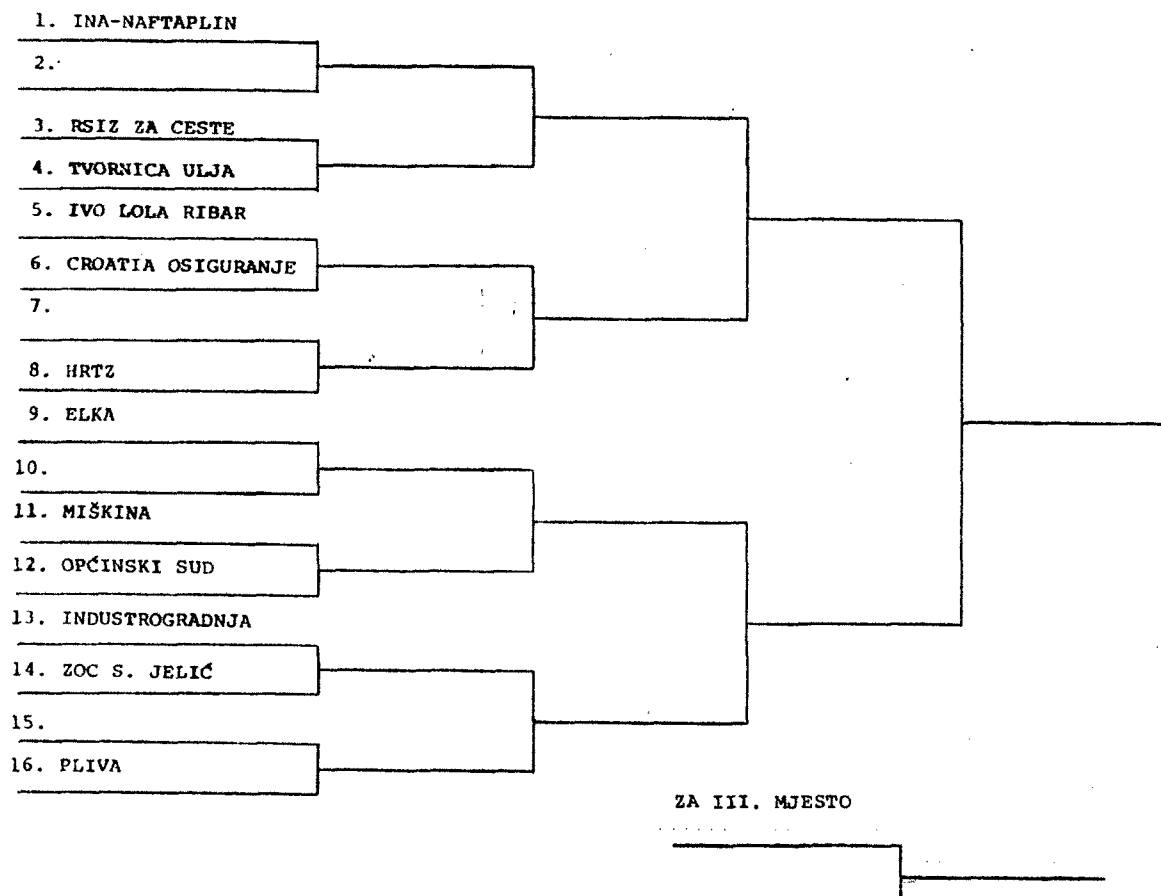 1. INA-NAFTAPLIN
2.
3. RSIZ ZA CESTE
4. TVORNICA ULJA
5. IVO LOLA RIBAR
6. CROATIA OSIGURANJE
7.
8. HRTZ
9. ELKA
10.
11. MIŠKINA
12. OPĆINSKI SUD
13. INDUSTROGRADNJA
14. ZOC S. JELIĆ
15.
16. PLIVA
ZA III. MJESTO